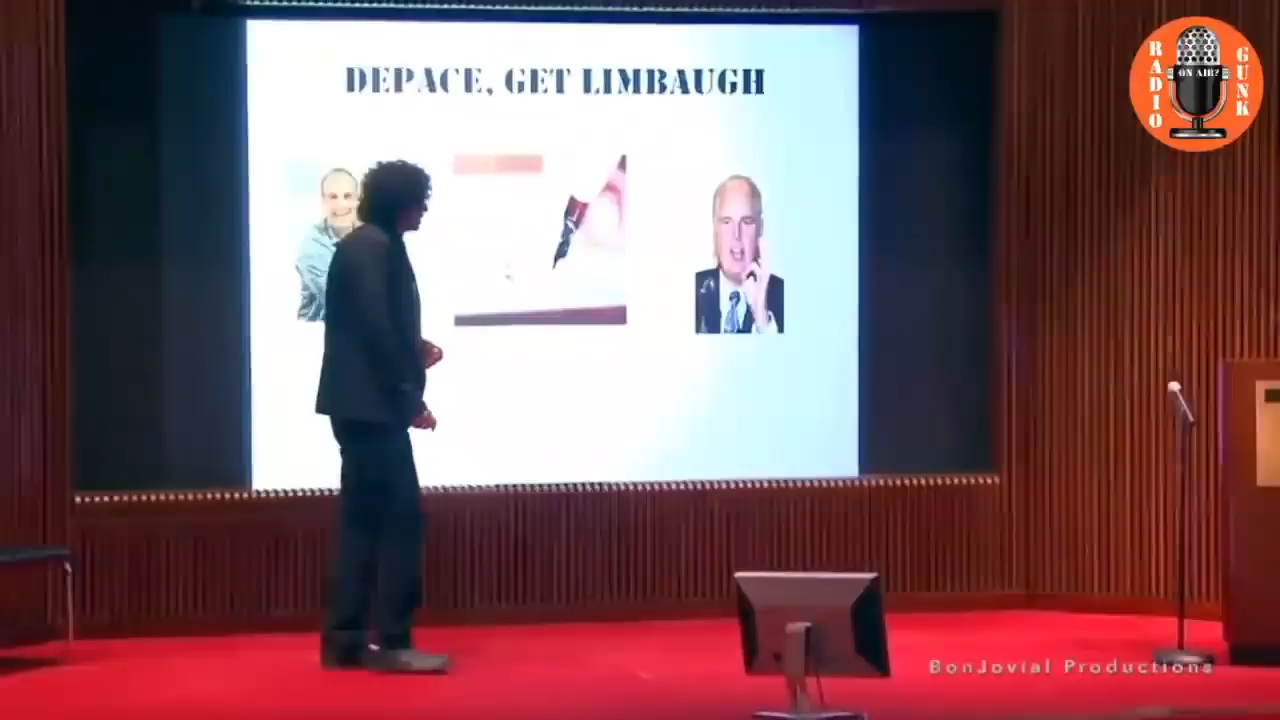 DEPACE, GET LIMBAUGH
RADIO
ON AIR?
GUNK
BonJovial Productions